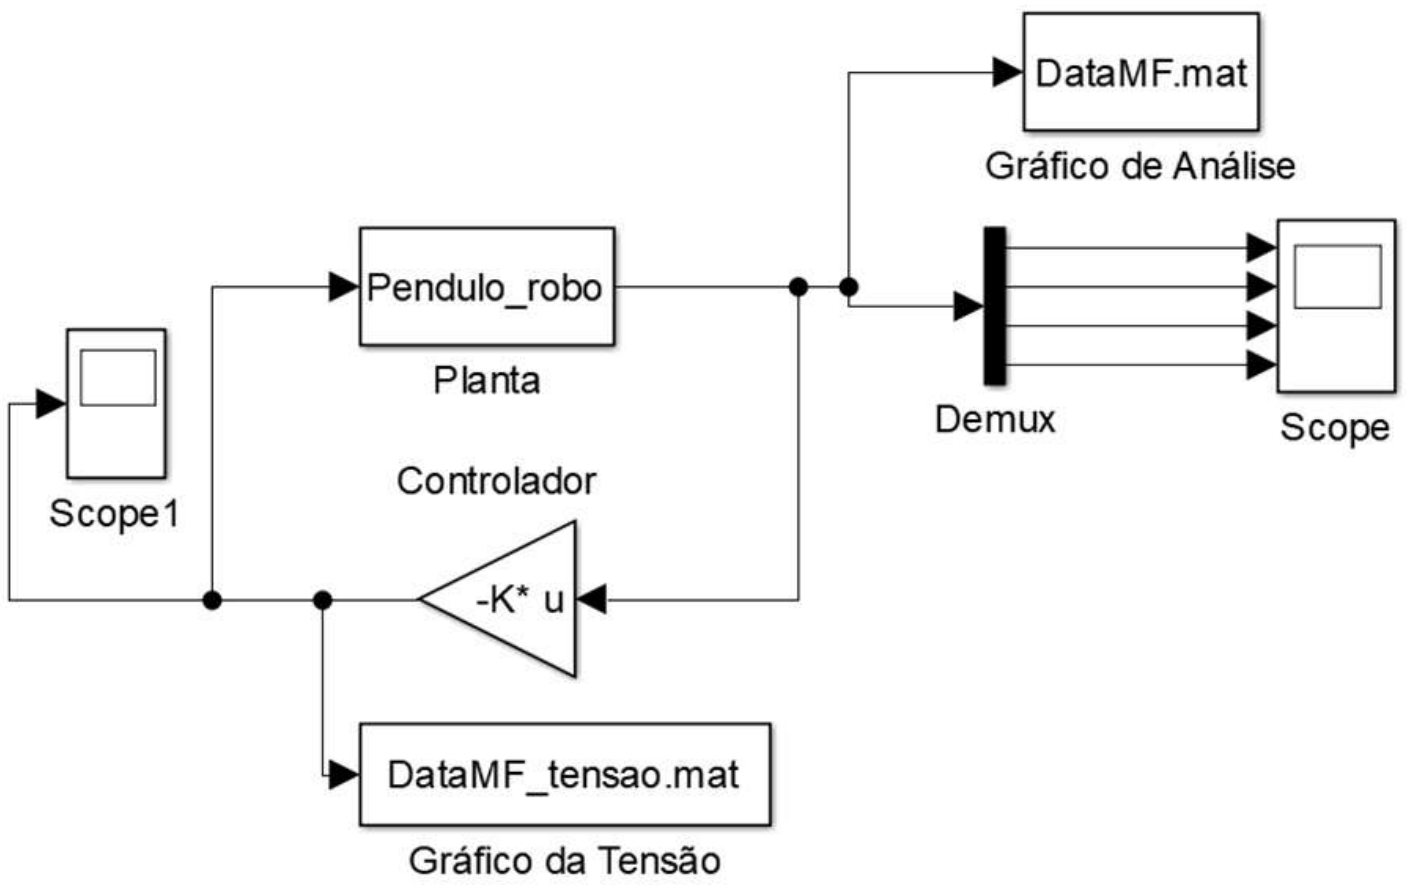 DataMF.mat
Gráfico de Análise
Pendulo_robo
Planta
Demux
Scope
Scope1
Controlador
-K* u
DataMF_tensao.mat
Gráfico da Tensão